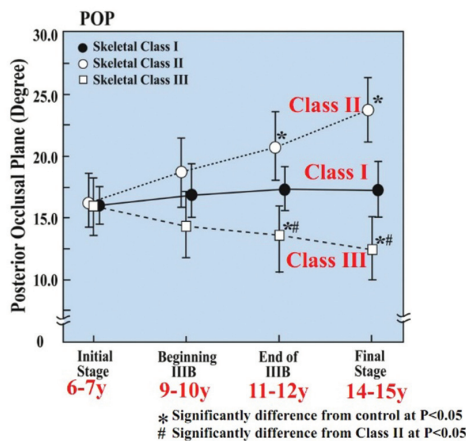 POP
30.0
Skeletal Class I
Skeletal Class II
Skeletal Class III
25.0
Class II
*
*
20.0
Class I
15.0
*#
*#
Class III
10.0
0
Posterior Occlusal Plane (Degree)
Initial Stage
Beginning IIIB
End of IIIB
Final Stage
6-7y
9-10y
11-12y
14-15y
* Significantly difference from control at P<0.05
# Significantly difference from Class II at P<0.05